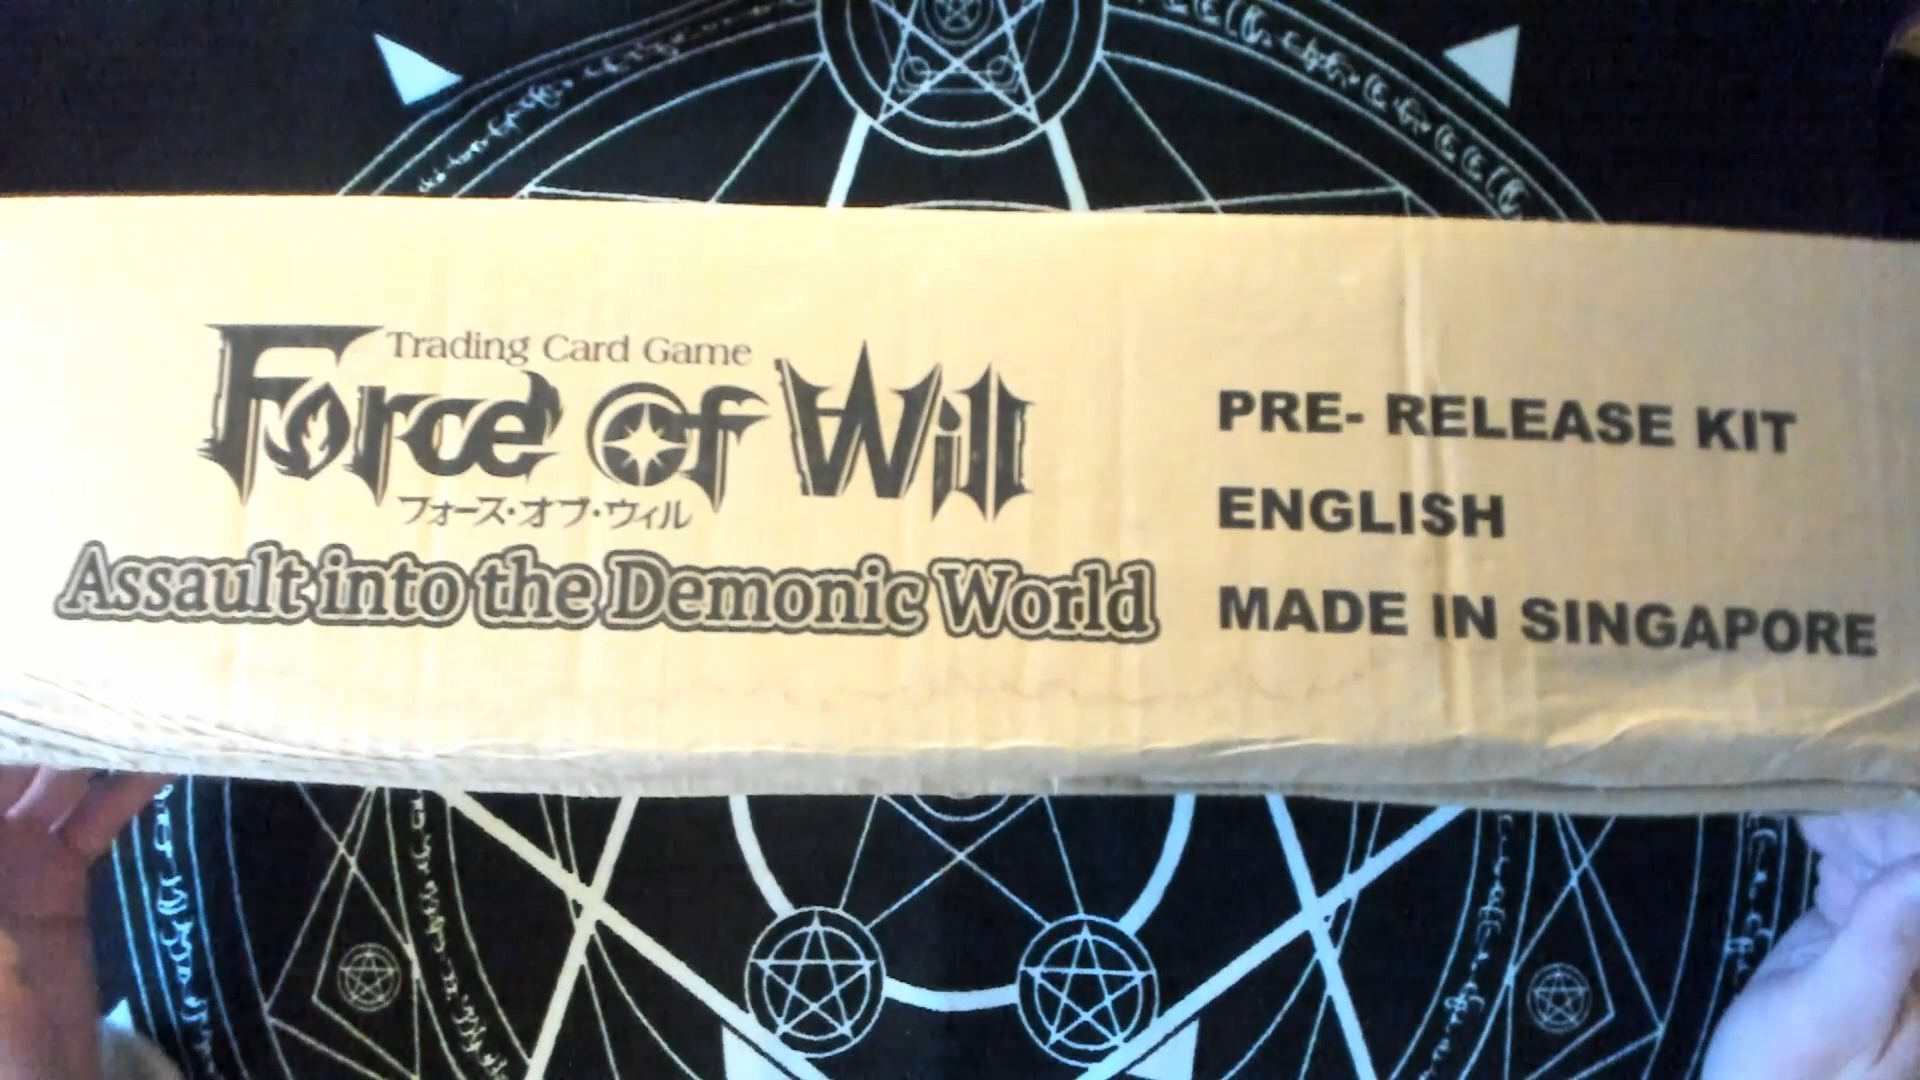 Trading Card Game
Force of Will
フォース・オブ・ウィル
Assault into the Demonic World
PRE- RELEASE KIT
ENGLISH
MADE IN SINGAPORE